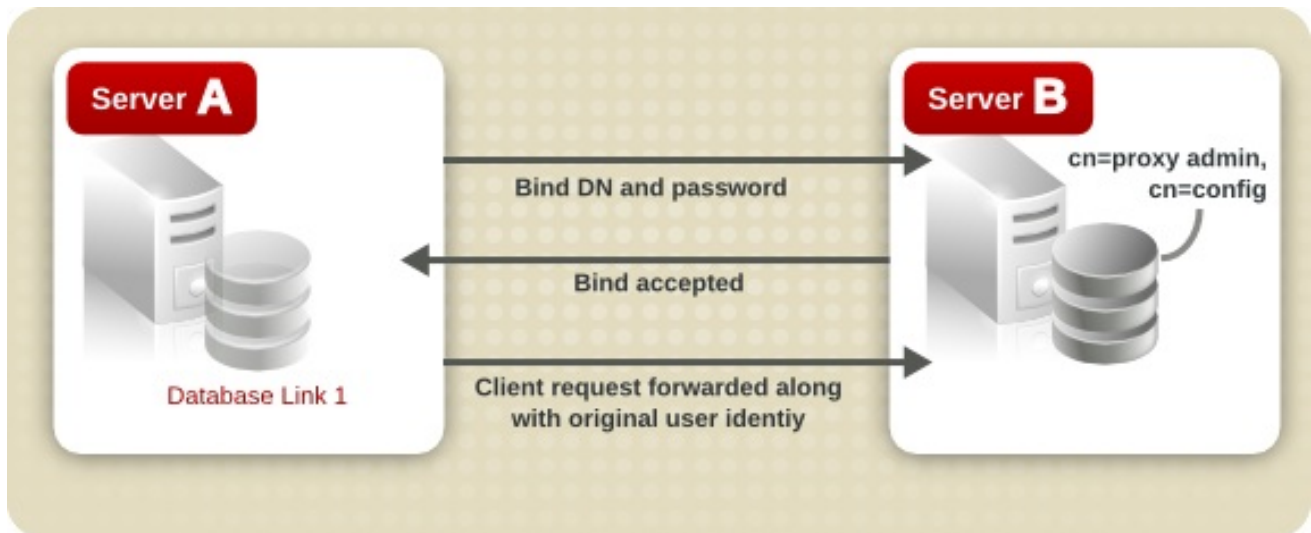 Server A
Server B
cn=proxy admin,
cn=config
Bind DN and password
Bind accepted
Client request forwarded along
with original user identiy
Database Link 1